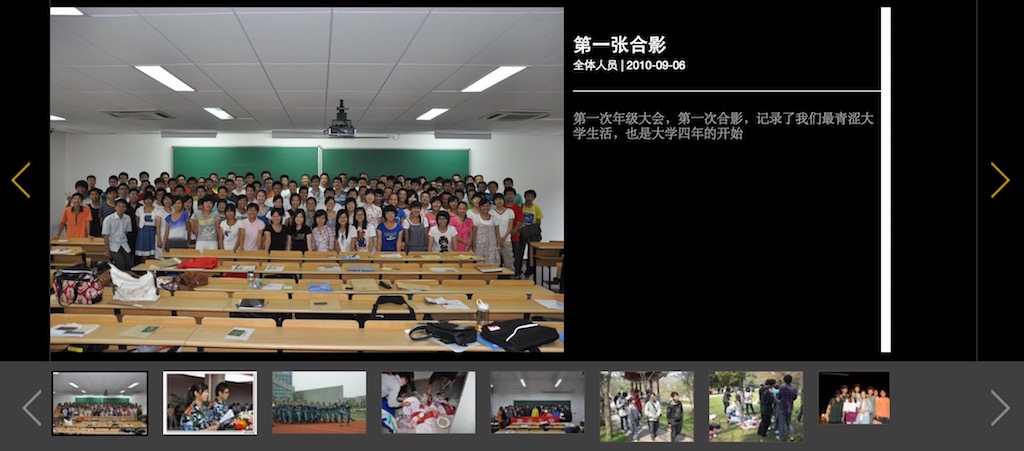 第一张合影
全体人员 | 2010-09-06
第一次年级大会，第一次合影，记录了我们最青涩大
学生活，也是大学四年的开始